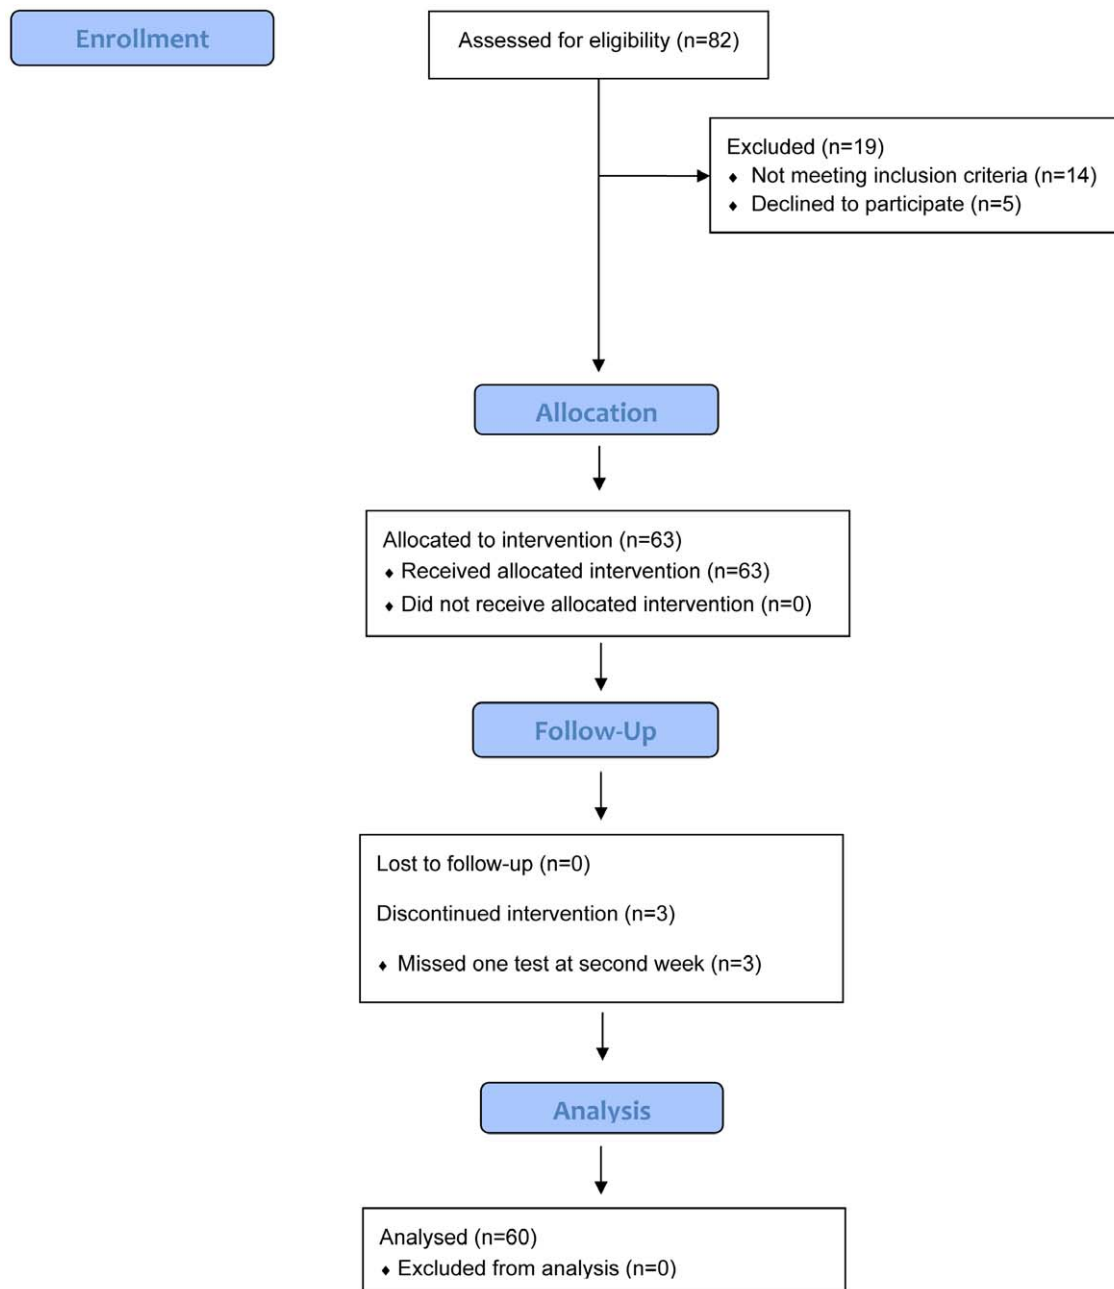 Enrollment
Assessed for eligibility (n=82)
Excluded (n=19)
♦ Not meeting inclusion criteria (n=14)
♦ Declined to participate (n=5)
Allocation
Allocated to intervention (n=63)
♦ Received allocated intervention (n=63)
♦ Did not receive allocated intervention (n=0)
Follow-Up
Lost to follow-up (n=0)
Discontinued intervention (n=3)
♦ Missed one test at second week (n=3)
Analysis
Analysed (n=60)
♦ Excluded from analysis (n=0)